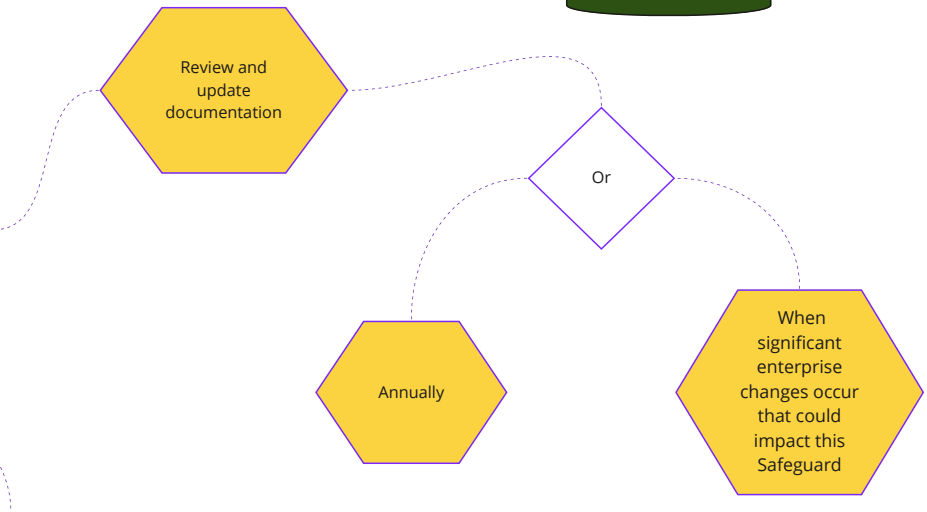 Review and
update
documentation
Or
Annually
When
significant
enterprise
changes occur
that could
impact this
Safeguard